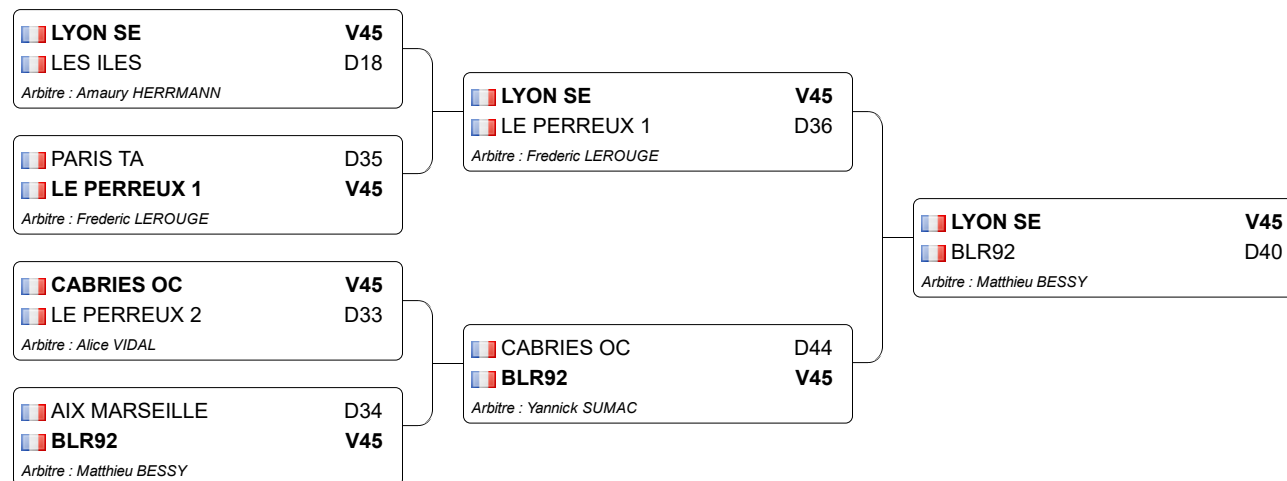 LYON SE V45
LES ILES D18
Arbitre : Amaury HERRMANN
PARIS TA D35
LE PERREUX 1 V45
Arbitre : Frederic LEROUGE
CABRIES OC V45
LE PERREUX 2 D33
Arbitre : Alice VIDAL
AIX MARSEILLE D34
BLR92 V45
Arbitre : Matthieu BESSY
LYON SE V45
LE PERREUX 1 D36
Arbitre : Frederic LEROUGE
CABRIES OC D44
BLR92 V45
Arbitre : Yannick SUMAC
LYON SE V45
BLR92 D40
Arbitre : Matthieu BESSY